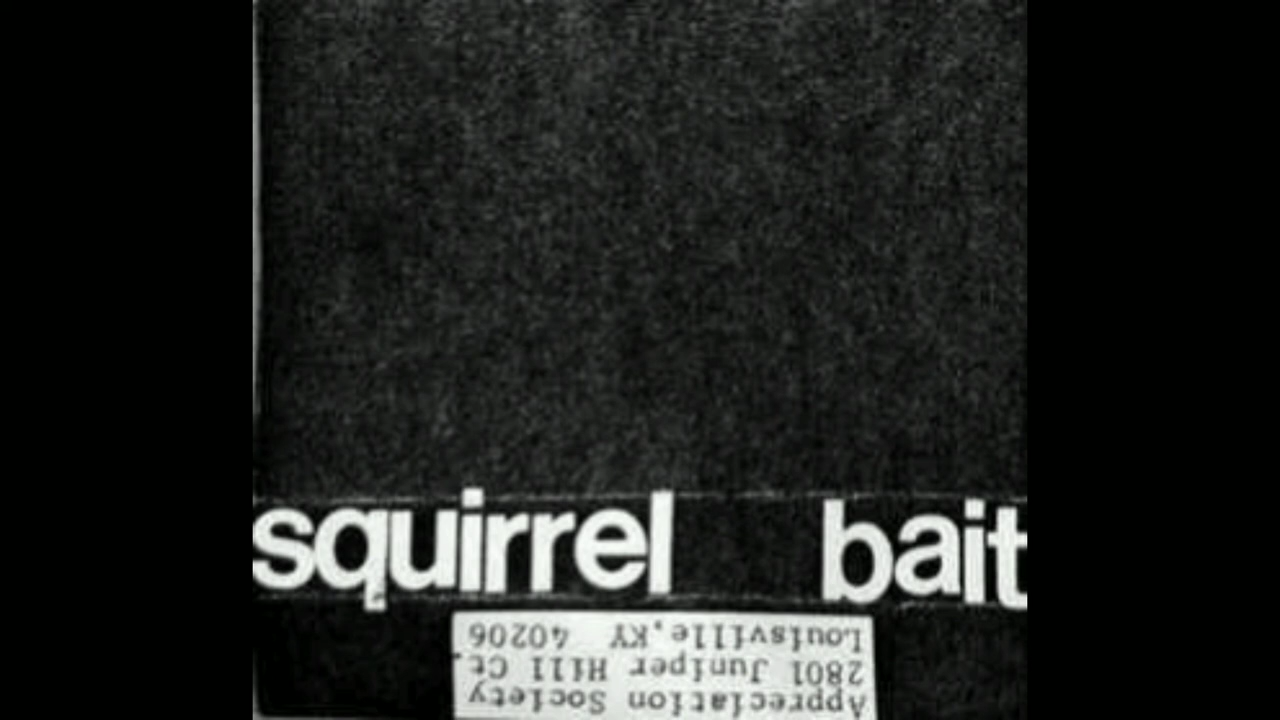 squirrel bait
Appreciation Society
2801 Juniper Hill Ct.
Louisville,KY 40206